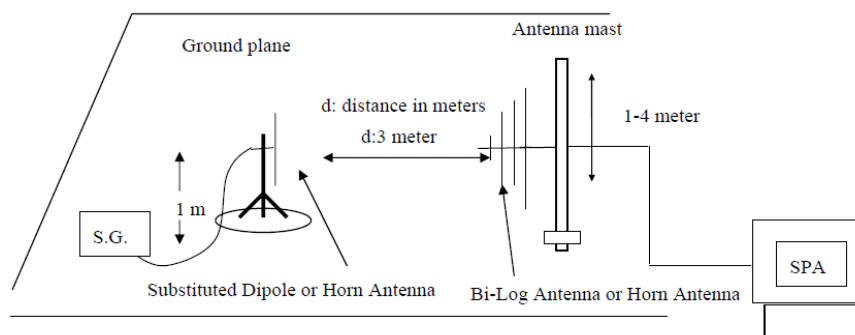 Antenna mast
Ground plane
d: distance in meters
d:3 meter
1-4 meter
1 m
S.G.
SPA
Substituted Dipole or Horn Antenna
Bi-Log Antenna or Horn Antenna